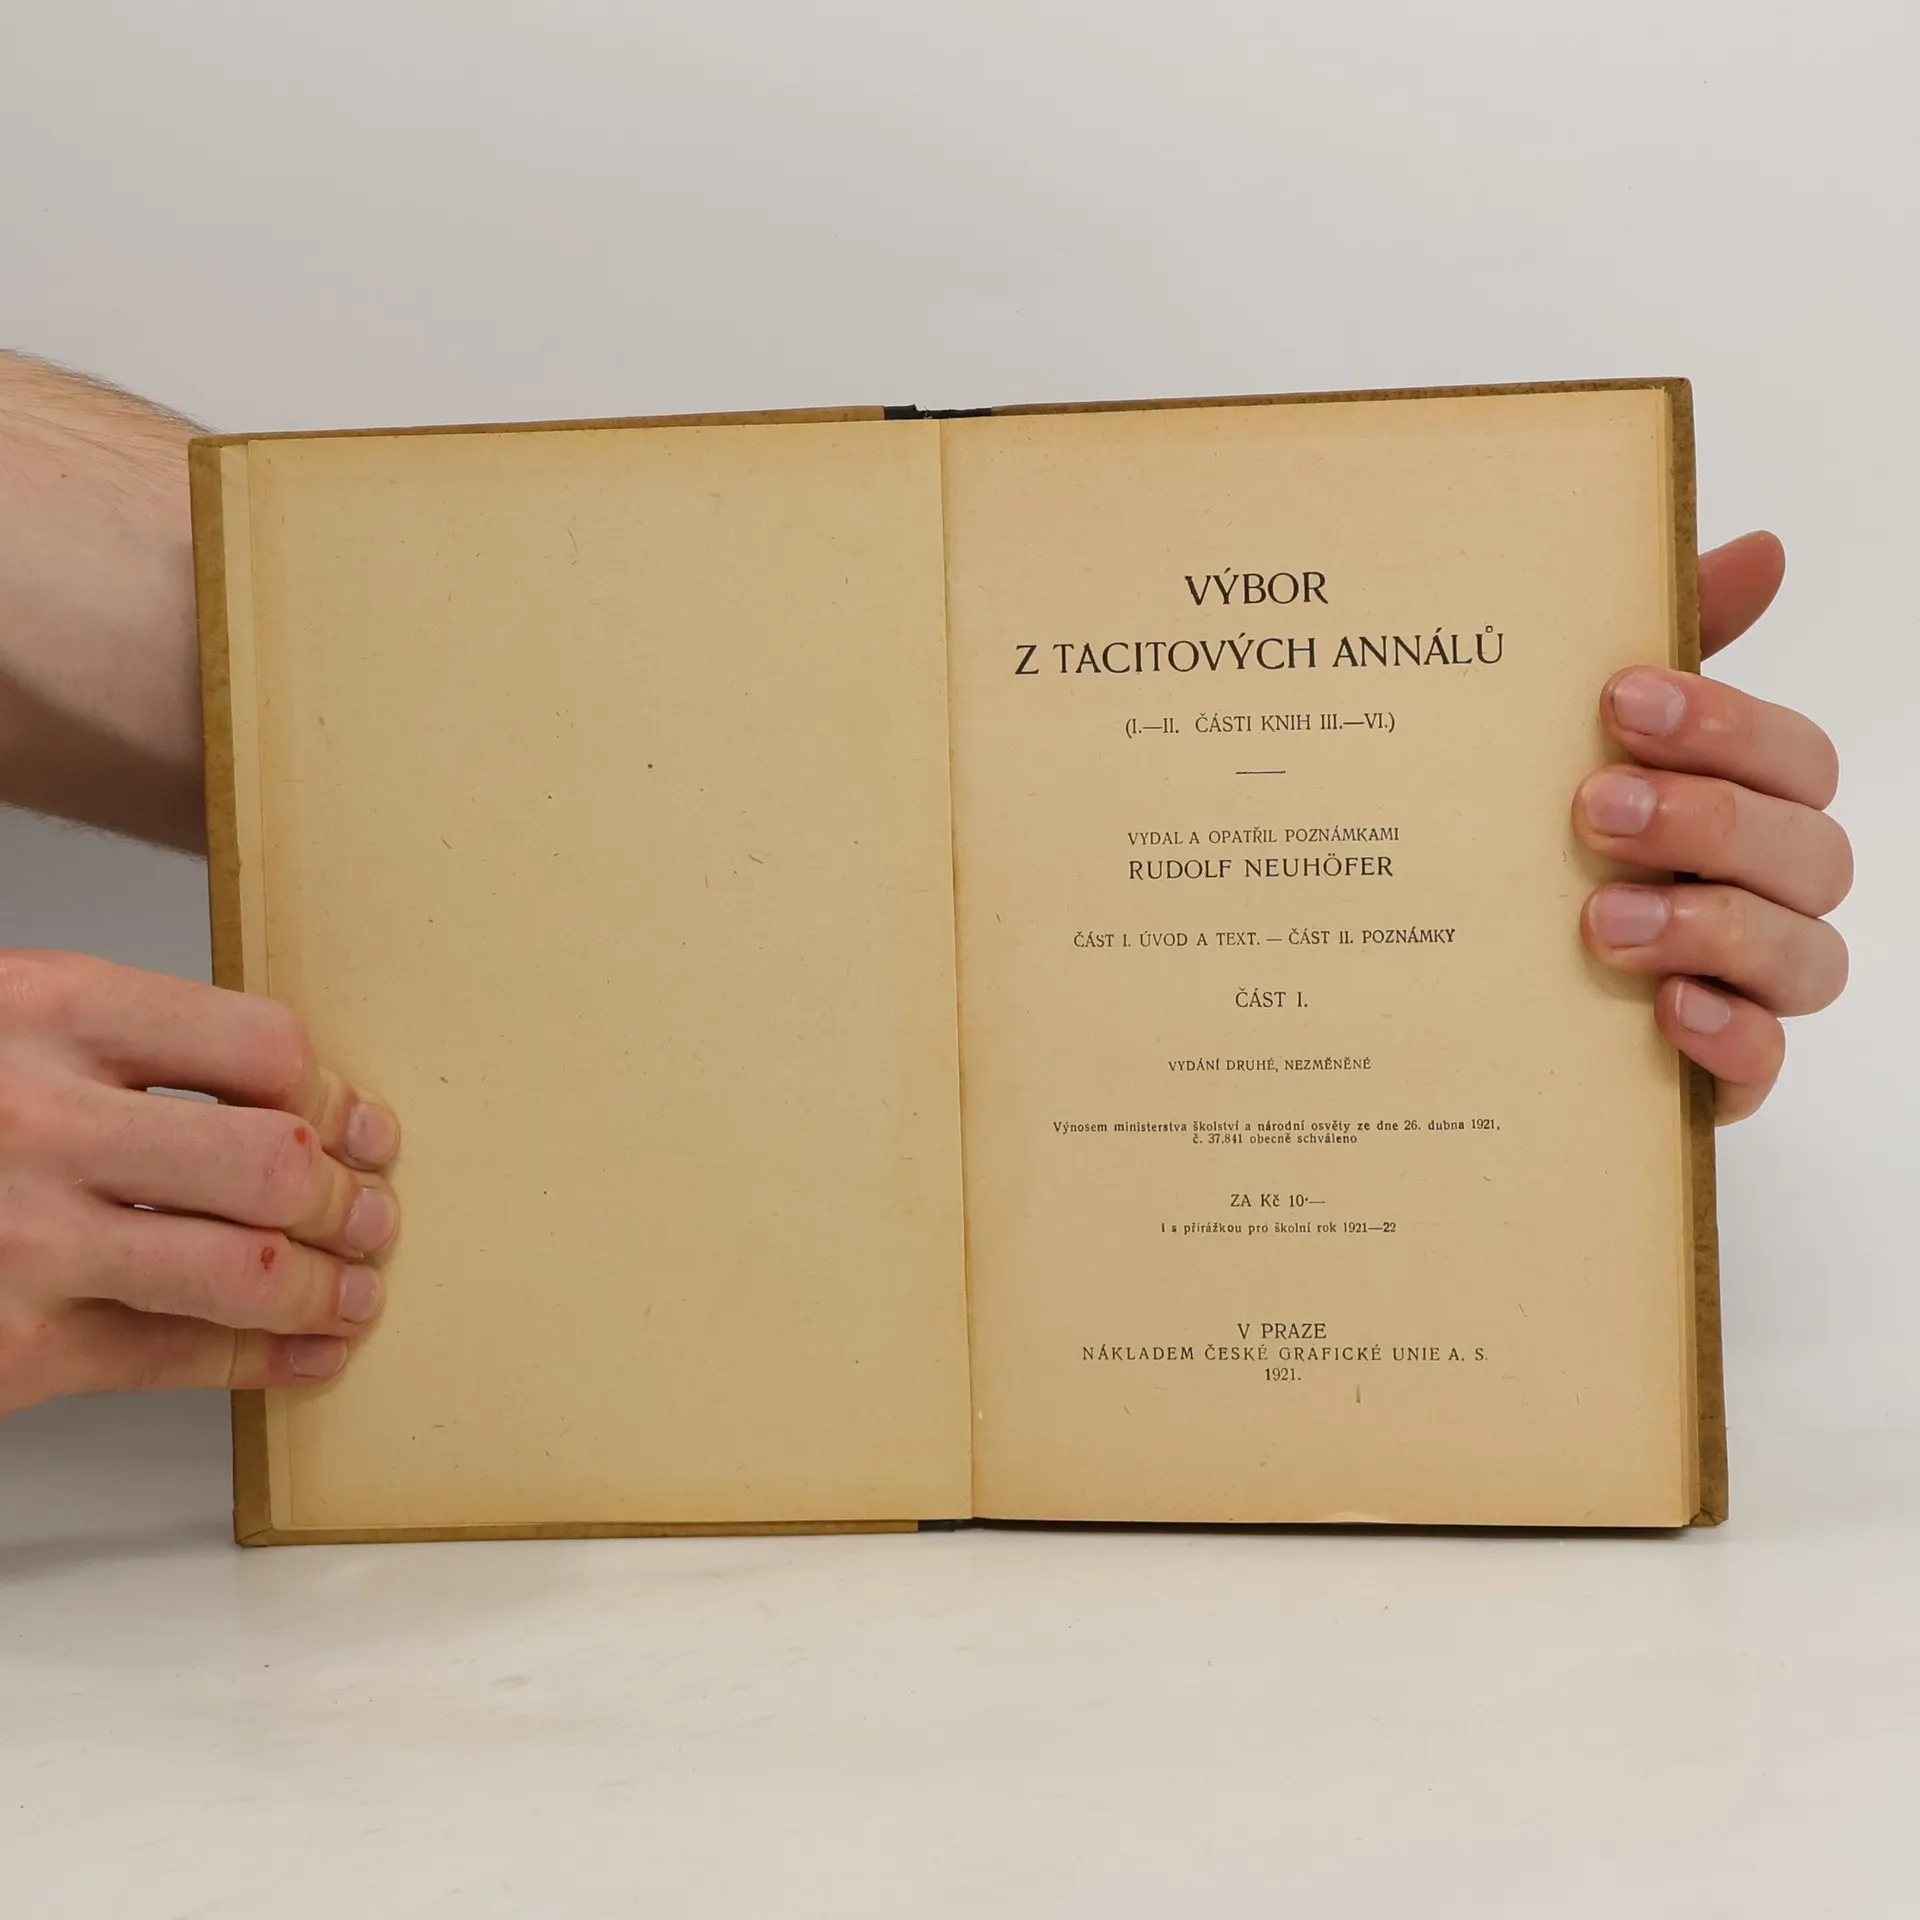 VÝBOR
Z TACITOVÝCH ANNÁLŮ
(I.—II. ČÁSTI KNIH III.—VI.)
VYDAL A OPATŘIL POZNÁMKAMI
RUDOLF NEUHÖFER
ČÁST I. ÚVOD A TEXT. — ČÁST II. POZNÁMKY
ČÁST I.
VYDÁNÍ DRUHÉ, NEZMĚNĚNÉ
Výnosem ministerstva školství a národní osvěty ze dne 26. dubna 1921,
č. 37.841 obecně schváleno
ZA Kč 10·—
i s přirážkou pro školní rok 1921—22
V PRAZE
NÁKLADEM ČESKÉ GRAFICKÉ UNIE A. S.
1921.